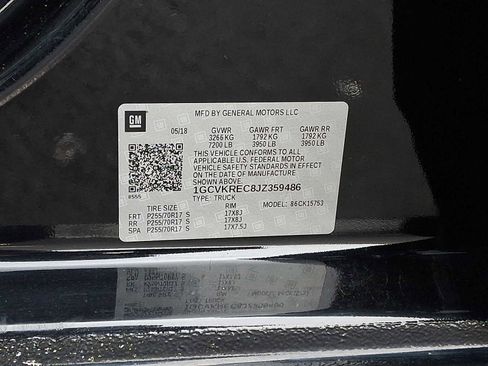 MFD BY GENERAL MOTORS LLC
GM
05/18 GVWR GAWR FRT GAWR RR
3266 KG 1792 KG 1792 KG
7200 LB 3950 LB 3950 LB
THIS VEHICLE CONFORMS TO ALL
APPLICABLE U.S. FEDERAL MOTOR
VEHICLE SAFETY STANDARDS IN EFFECT
ON THE DATE OF MANUFACTURE
SHOWN ABOVE.
1GCVKREC8JZ359486
#555 TYPE: TRUCK
TIRE SIZE RIM MODEL: 86CK15753
FRT P255/70R17 S 17X8J
RR P255/70R17 S 17X8J
SPA P255/70R17 S 17X7.5J